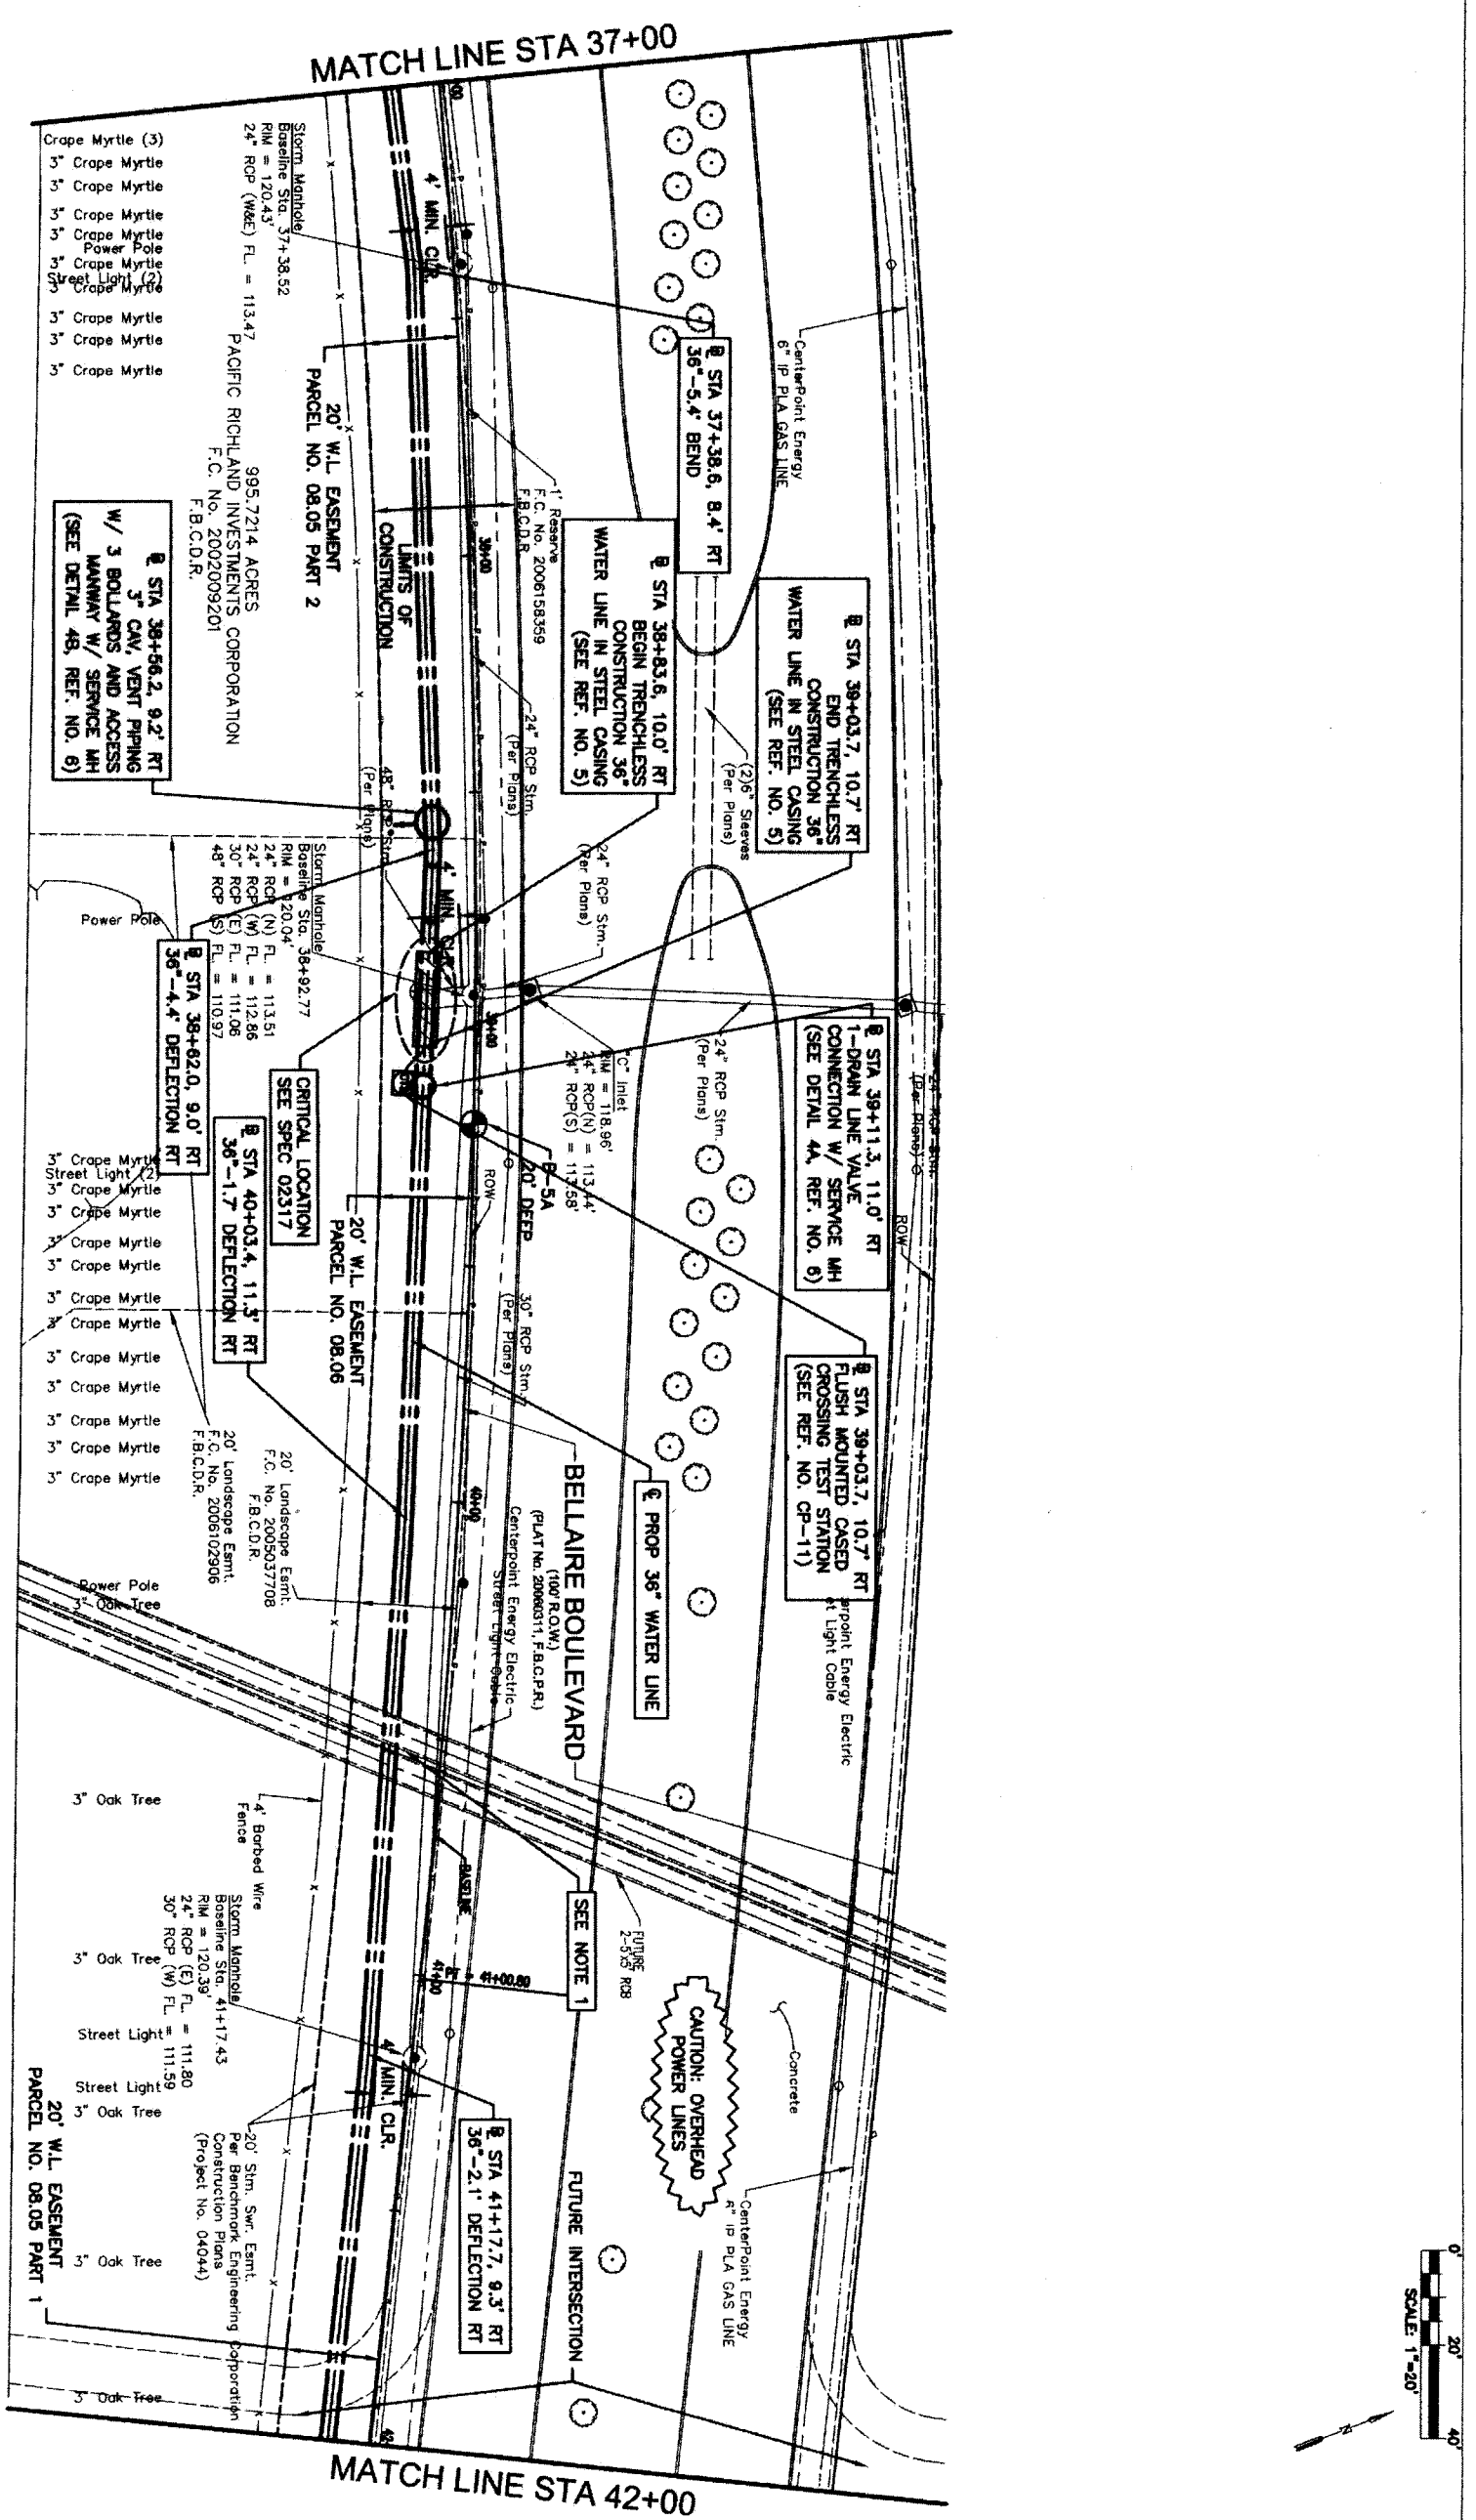 MATCH LINE STA 37+00
Crape Myrtle (3)
3" Crape Myrtle
3" Crape Myrtle
3" Crape Myrtle
3" Crape Myrtle
Power Pole
3" Crape Myrtle
Street Light (2)
3" Crape Myrtle
3" Crape Myrtle
3" Crape Myrtle
3" Crape Myrtle
Storm Manhole
Baseline Sta. 37+38.52
RIM = 120.43'
24" RCP (W&E) FL. = 113.47
00
4' MIN. CLR.
CenterPoint Energy
6" IP PLA GAS LINE
B STA 37+38.6, 8.4' RT
36"-5.4° BEND
20' W.L. EASEMENT
PARCEL NO. 08.05 PART 2
995.7214 ACRES
PACIFIC RICHLAND INVESTMENTS CORPORATION
F.C. No. 2002009201
F.B.C.D.R.
LIMITS OF
CONSTRUCTION
1' Reserve
F.C. No. 2006158359
F.B.C.D.R.
38+00
24" RCP Stm.
(Per Plans)
B STA 38+83.6, 10.0' RT
BEGIN TRENCHLESS
CONSTRUCTION 36"
WATER LINE IN STEEL CASING
(SEE REF. NO. 5)
B STA 39+03.7, 10.7' RT
END TRENCHLESS
CONSTRUCTION 36"
WATER LINE IN STEEL CASING
(SEE REF. NO. 5)
(2)6" Sleeves
(Per Plans)
B STA 38+56.2, 9.2' RT
3" CAV, VENT PIPING
W/ 3 BOLLARDS AND ACCESS
MANWAY W/ SERVICE MH
(SEE DETAIL 4B, REF. NO. 6)
48" RCP Stm.
(Per Plans)
24" RCP Stm.
(Per Plans)
4' MIN. CLR.
Storm Manhole
Baseline Sta. 38+92.77
RIM = 120.04'
24" RCP (N) FL. = 113.51
24" RCP (W) FL. = 112.86
30" RCP (E) FL. = 111.06
48" RCP (S) FL. = 110.97
Power Pole
B STA 38+62.0, 9.0' RT
36"-4.4° DEFLECTION RT
39+00
"C" Inlet
RIM = 118.96'
24" RCP(N) = 113.44'
24" RCP(S) = 113.58'
24" RCP Stm.
(Per Plans)
24" RCP Stm.
(Per Plans)
B STA 39+11.3, 11.0' RT
1-DRAIN LINE VALVE
CONNECTION W/ SERVICE MH
(SEE DETAIL 4A, REF. NO. 6)
CRITICAL LOCATION
SEE SPEC 02317
B STA 40+03.4, 11.3' RT
36"-1.7° DEFLECTION RT
B-5A
20' DEEP
ROW
ROW
3" Crape Myrtle
Street Light (2)
3" Crape Myrtle
3" Crape Myrtle
3" Crape Myrtle
3" Crape Myrtle
3" Crape Myrtle
3" Crape Myrtle
3" Crape Myrtle
3" Crape Myrtle
3" Crape Myrtle
3" Crape Myrtle
3" Crape Myrtle
20' W.L. EASEMENT
PARCEL NO. 08.06
30" RCP Stm.
(Per Plans)
B STA 39+03.7, 10.7' RT
FLUSH MOUNTED CASED
CROSSING TEST STATION
(SEE REF. NO. CP-11)
20' Landscape Esmt.
F.C. No. 2006102906
F.B.C.D.R.
20' Landscape Esmt.
F.C. No. 2005037708
F.B.C.D.R.
40+00
Centerpoint Energy Electric
Street Light Cable
BELLAIRE BOULEVARD
(100' R.O.W.)
(PLAT No. 20060311, F.B.C.P.R.)
℄ PROP 36" WATER LINE
erpoint Energy Electric
et Light Cable
Power Pole
3" Oak Tree
3" Oak Tree
4' Barbed Wire
Fence
BASELINE
SEE NOTE 1
FUTURE
2-5'X5' RCB
3" Oak Tree
Storm Manhole
Baseline Sta. 41+17.43
RIM = 120.39'
24" RCP (E) FL. = 111.80
30" RCP (W) FL. = 111.59
41+00
PT = 41+00.80
CAUTION: OVERHEAD
POWER LINES
Concrete
Street Light
Street Light
3" Oak Tree
4' MIN. CLR.
B STA 41+17.7, 9.3' RT
36"-2.1° DEFLECTION RT
20' Stm. Swr. Esmt.
Per Benchmark Engineering Corporation
Construction Plans
(Project No. 04044)
20' W.L. EASEMENT
PARCEL NO. 08.05 PART 1
3" Oak Tree
3" Oak Tree
FUTURE INTERSECTION
CenterPoint Energy
6" IP PLA GAS LINE
42+
MATCH LINE STA 42+00
0' 20' 40'
SCALE: 1"=20'
N